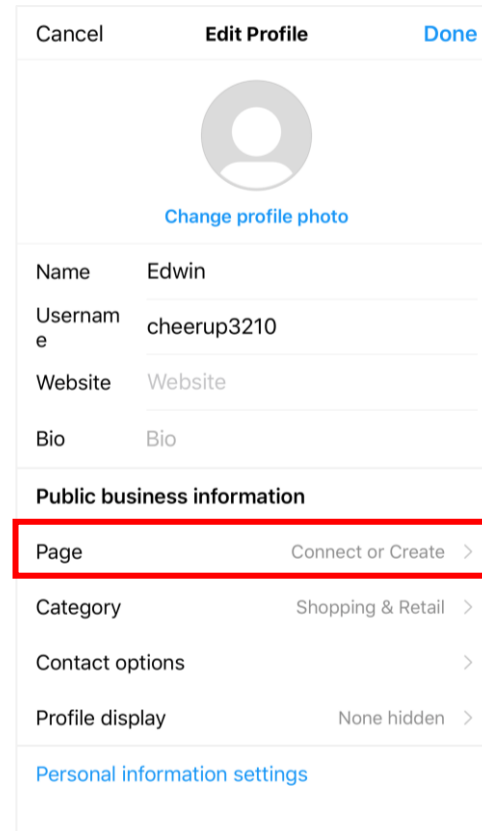 Cancel Edit Profile Done
Change profile photo
Name Edwin
Usernam
e cheerup3210
Website Website
Bio Bio
Public business information
Page Connect or Create
Category Shopping & Retail
Contact options
Profile display None hidden
Personal information settings